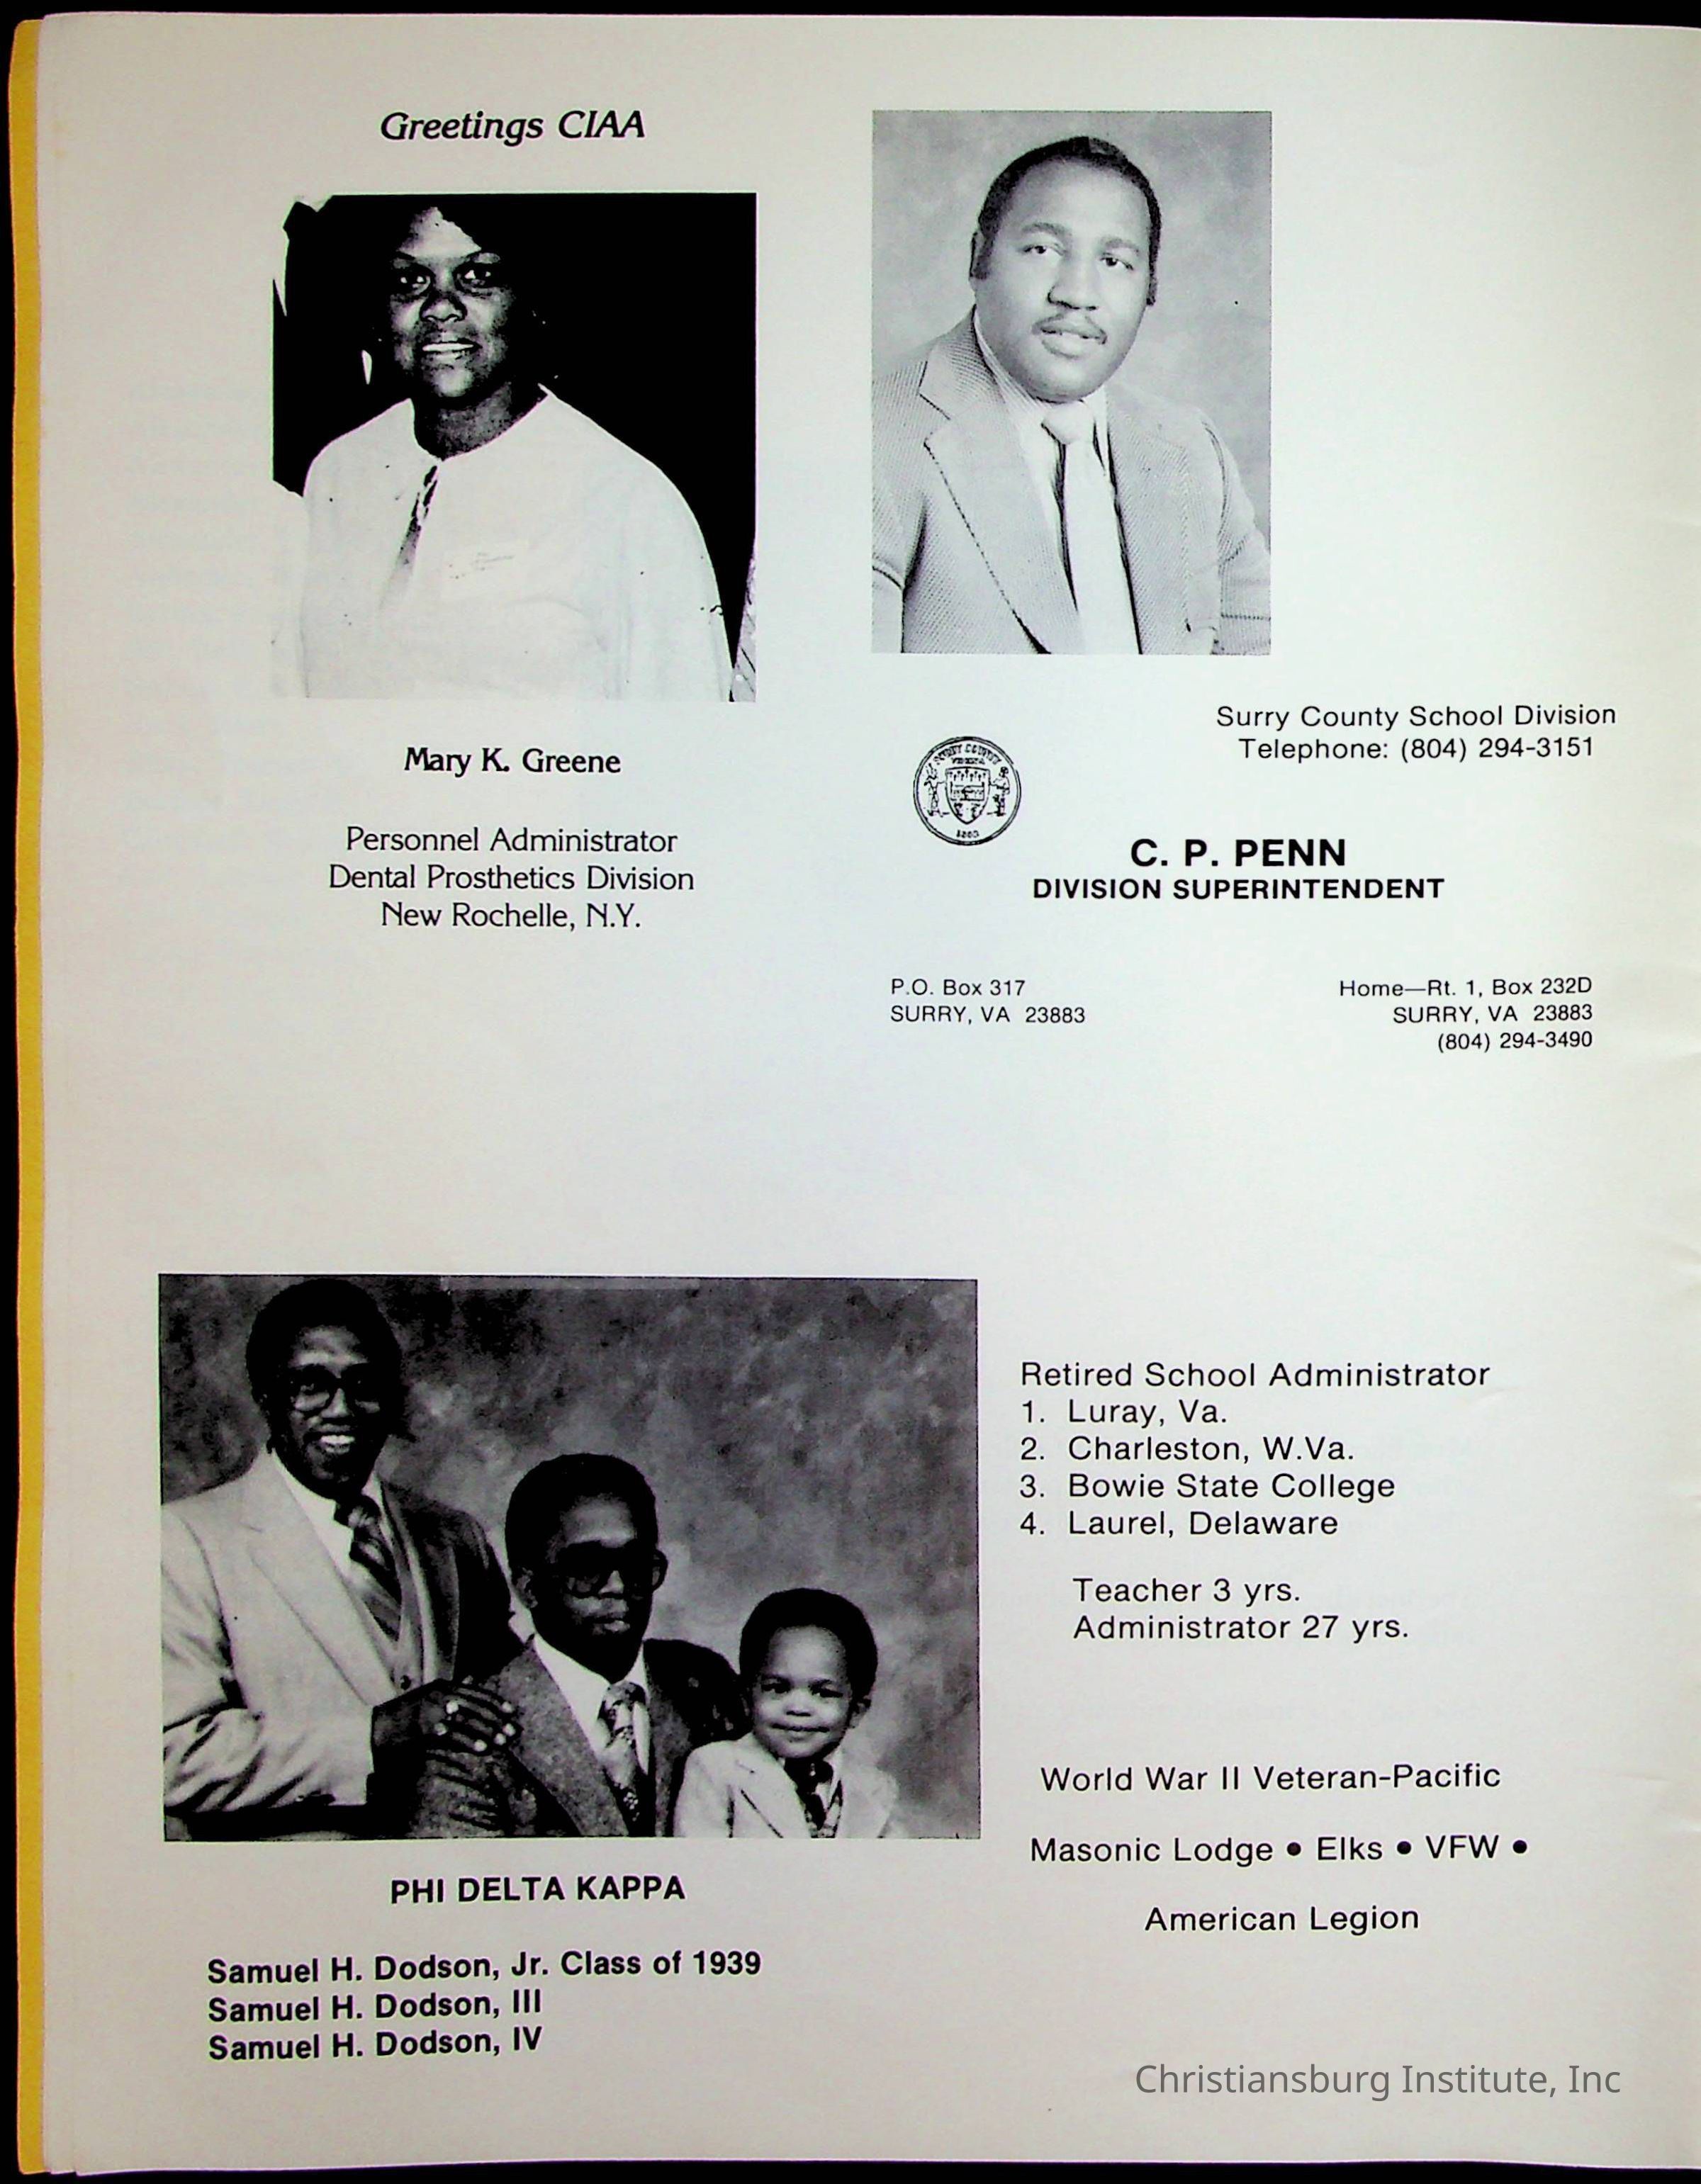 Greetings CIAA
Mary K. Greene
Personnel Administrator
Dental Prosthetics Division
New Rochelle, N.Y.
Surry County School Division
Telephone: (804) 294-3151
C. P. PENN
DIVISION SUPERINTENDENT
P.O. Box 317
SURRY, VA 23883
Home—Rt. 1, Box 232D
SURRY, VA 23883
(804) 294-3490
PHI DELTA KAPPA
Samuel H. Dodson, Jr. Class of 1939
Samuel H. Dodson, III
Samuel H. Dodson, IV
Retired School Administrator
1. Luray, Va.
2. Charleston, W.Va.
3. Bowie State College
4. Laurel, Delaware
Teacher 3 yrs.
Administrator 27 yrs.
World War II Veteran-Pacific
Masonic Lodge • Elks • VFW •
American Legion
Christiansburg Institute, Inc